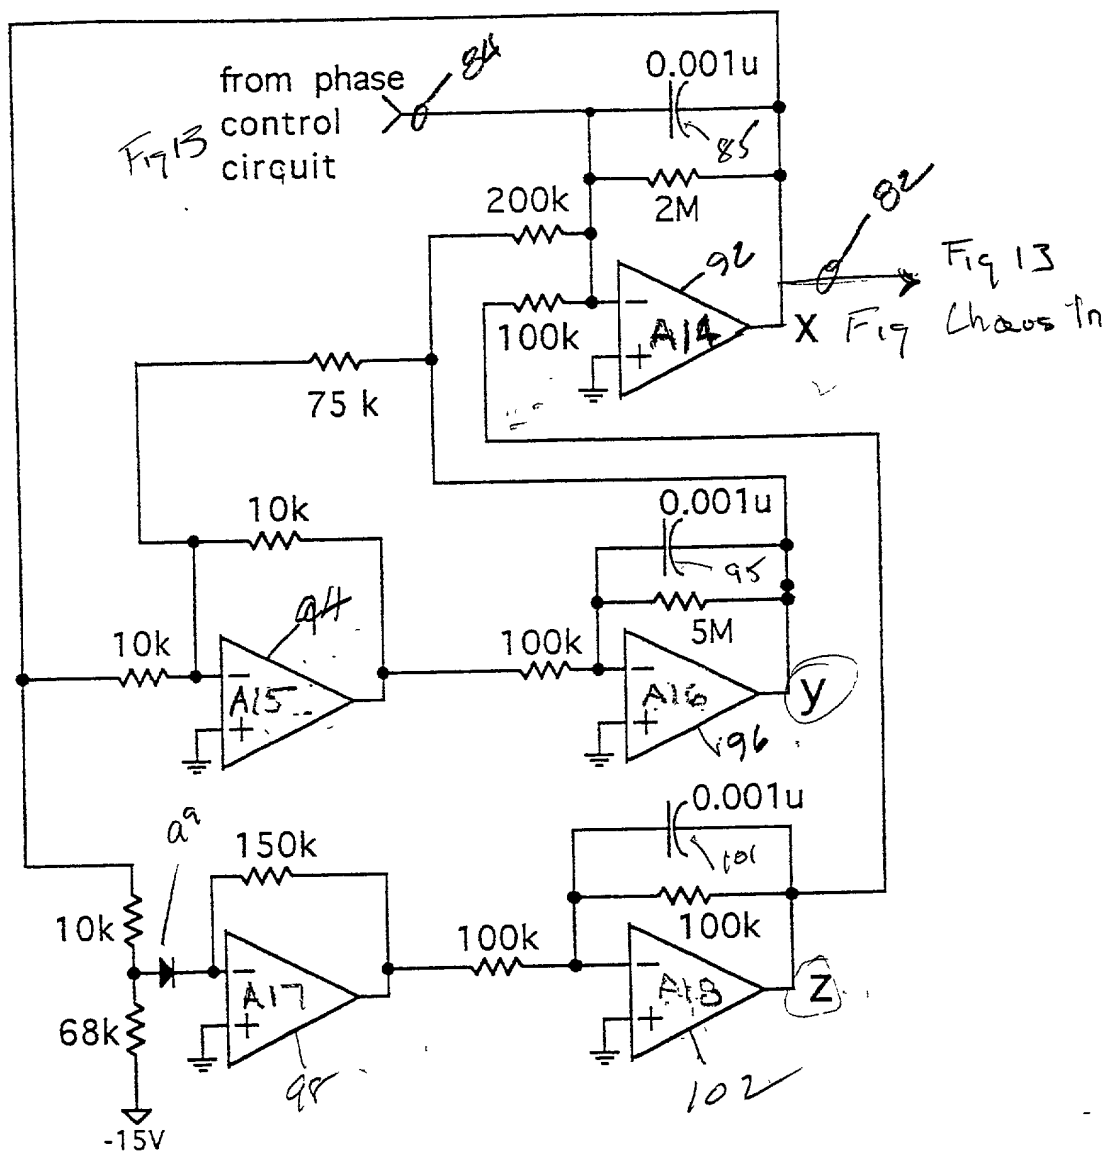 84
0.001u
from phase
control
circuit
Fig 13
85
2M
82
200k
92
Fig 13
100k
A14
X
Fig Chaos In
75 k
10k
0.001u
95
94
5M
10k
100k
A15
A16
y
96
0.001u
101
150k
10k
100k
100k
A17
A18
z
68k
98
102
-15V